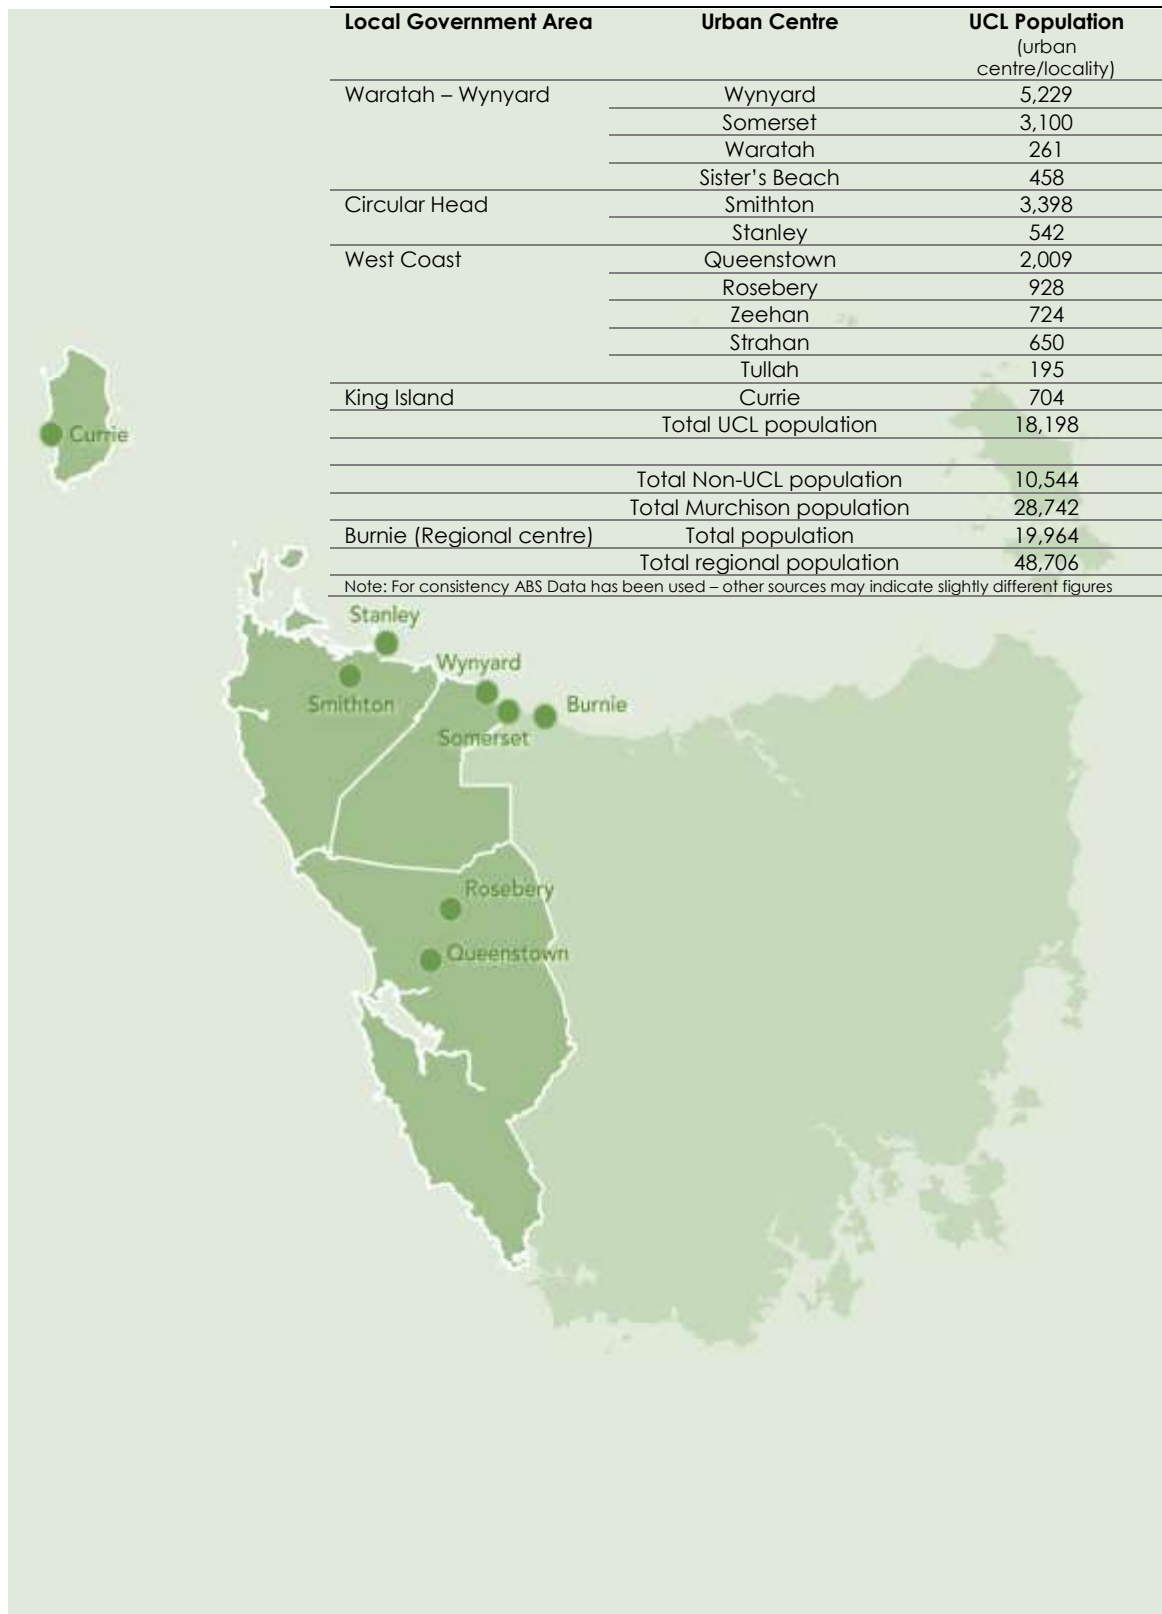 Local Government Area Urban Centre UCL Population
(urban
centre/locality)
Waratah – Wynyard Wynyard 5,229
Somerset 3,100
Waratah 261
Sister’s Beach 458
Circular Head Smithton 3,398
Stanley 542
West Coast Queenstown 2,009
Rosebery 928
Zeehan 724
Strahan 650
Tullah 195
King Island Currie 704
Total UCL population 18,198
Total Non-UCL population 10,544
Total Murchison population 28,742
Burnie (Regional centre) Total population 19,964
Total regional population 48,706
Note: For consistency ABS Data has been used – other sources may indicate slightly different figures
Currie
Stanley
Wynyard
Smithton
Burnie
Somerset
Rosebery
Queenstown